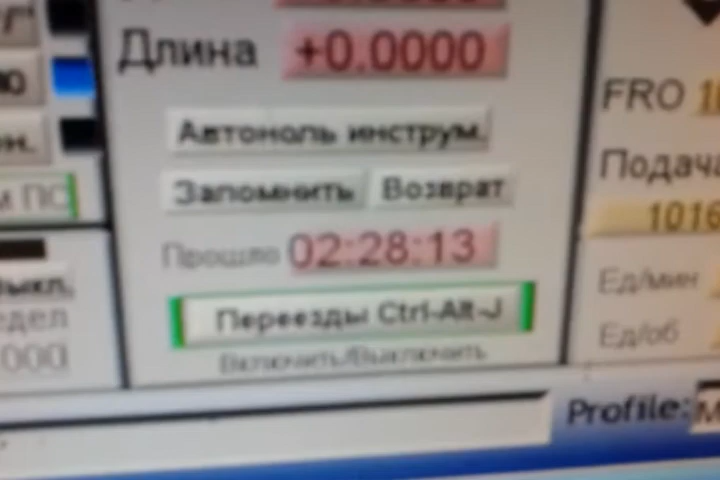 Длина +0.0000
FRO
Автоноль инструм.
Подача
Запомнить Возврат
1016
Прошло 02:28:13
Ед/мин
Переезды Ctrl-Alt-J
Ед/об
Включить/Выключить
Profile: